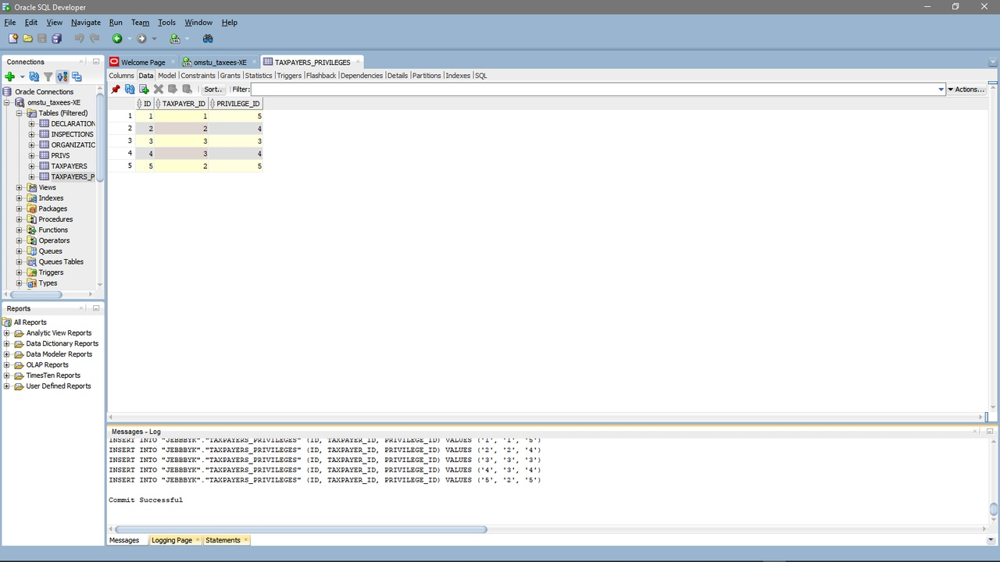 Oracle SQL Developer
File Edit View Navigate Run Team Tools Window Help
Connections
Oracle Connections
omstu_taxees-XE
Tables (Filtered)
DECLARATION
INSPECTIONS
ORGANIZATIO
PRIVS
TAXPAYERS
TAXPAYERS_P
Views
Indexes
Packages
Procedures
Functions
Operators
Queues
Queues Tables
Triggers
Types
Reports
All Reports
Analytic View Reports
Data Dictionary Reports
Data Modeler Reports
OLAP Reports
TimesTen Reports
User Defined Reports
Welcome Page omstu_taxees-XE TAXPAYERS_PRIVILEGES
Columns Data Model Constraints Grants Statistics Triggers Flashback Dependencies Details Partitions Indexes SQL
Sort.. Filter: Actions...
ID TAXPAYER_ID PRIVILEGE_ID
1 1 1 5
2 2 2 4
3 3 3 3
4 4 3 4
5 5 2 5
Messages - Log
INSERT INTO "JEBBBYK"."TAXPAYERS_PRIVILEGES" (ID, TAXPAYER_ID, PRIVILEGE_ID) VALUES ('1', '1', '5')
INSERT INTO "JEBBBYK"."TAXPAYERS_PRIVILEGES" (ID, TAXPAYER_ID, PRIVILEGE_ID) VALUES ('2', '2', '4')
INSERT INTO "JEBBBYK"."TAXPAYERS_PRIVILEGES" (ID, TAXPAYER_ID, PRIVILEGE_ID) VALUES ('3', '3', '3')
INSERT INTO "JEBBBYK"."TAXPAYERS_PRIVILEGES" (ID, TAXPAYER_ID, PRIVILEGE_ID) VALUES ('4', '3', '4')
INSERT INTO "JEBBBYK"."TAXPAYERS_PRIVILEGES" (ID, TAXPAYER_ID, PRIVILEGE_ID) VALUES ('5', '2', '5')
Commit Successful
Messages Logging Page Statements